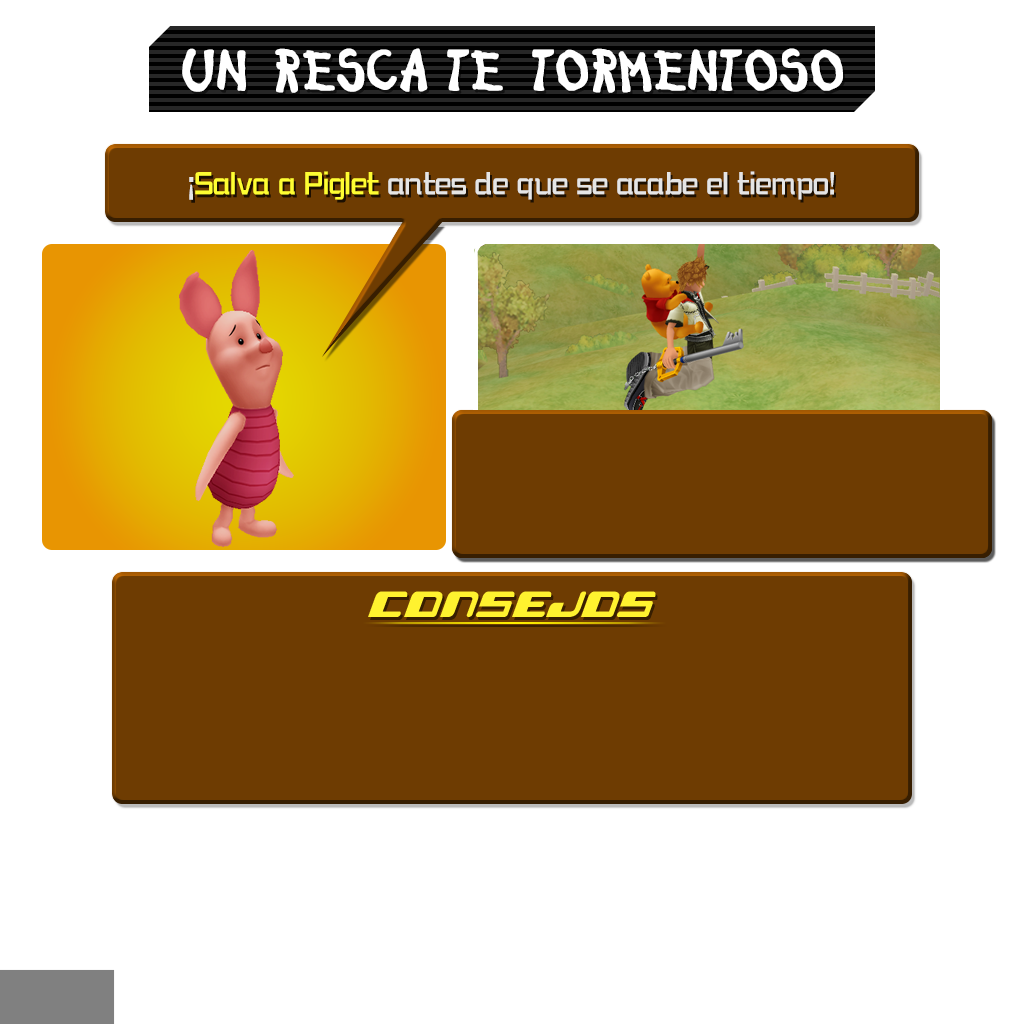 UN RESCATE TORMENTOSO
¡Salva a Piglet antes de que se acabe el tiempo!
CONSEJOS